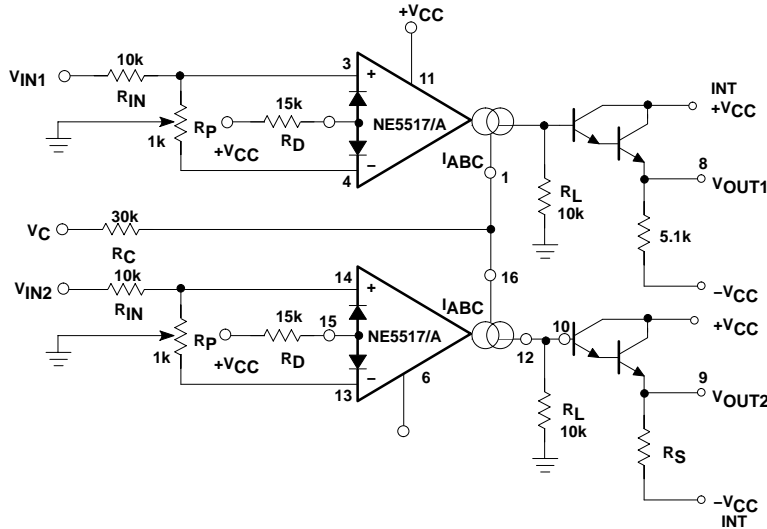 +VCC
INT
+VCC
VIN1
10k
RIN
3
+
11
RP
1k
+VCC
15k
RD
NE5517/A
IABC
1
4
–
RL
10k
8
VOUT1
5.1k
–VCC
VC
30k
RC
16
VIN2
10k
RIN
14
+
RP
1k
+VCC
15k
RD
15
NE5517/A
IABC
12
10
13
–
6
RL
10k
+VCC
9
VOUT2
RS
–VCC
INT